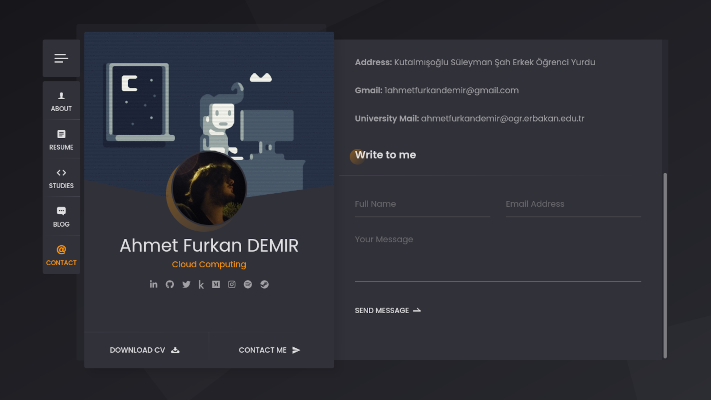 ABOUT
RESUME
STUDIES
BLOG
CONTACT
Ahmet Furkan DEMIR
Cloud Computing
DOWNLOAD CV
CONTACT ME
Address: Kutalmışoğlu Süleyman Şah Erkek Öğrenci Yurdu
Gmail: 1ahmetfurkandemir@gmail.com
University Mail: ahmetfurkandemir@ogr.erbakan.edu.tr
Write to me
Full Name
Email Address
Your Message
SEND MESSAGE